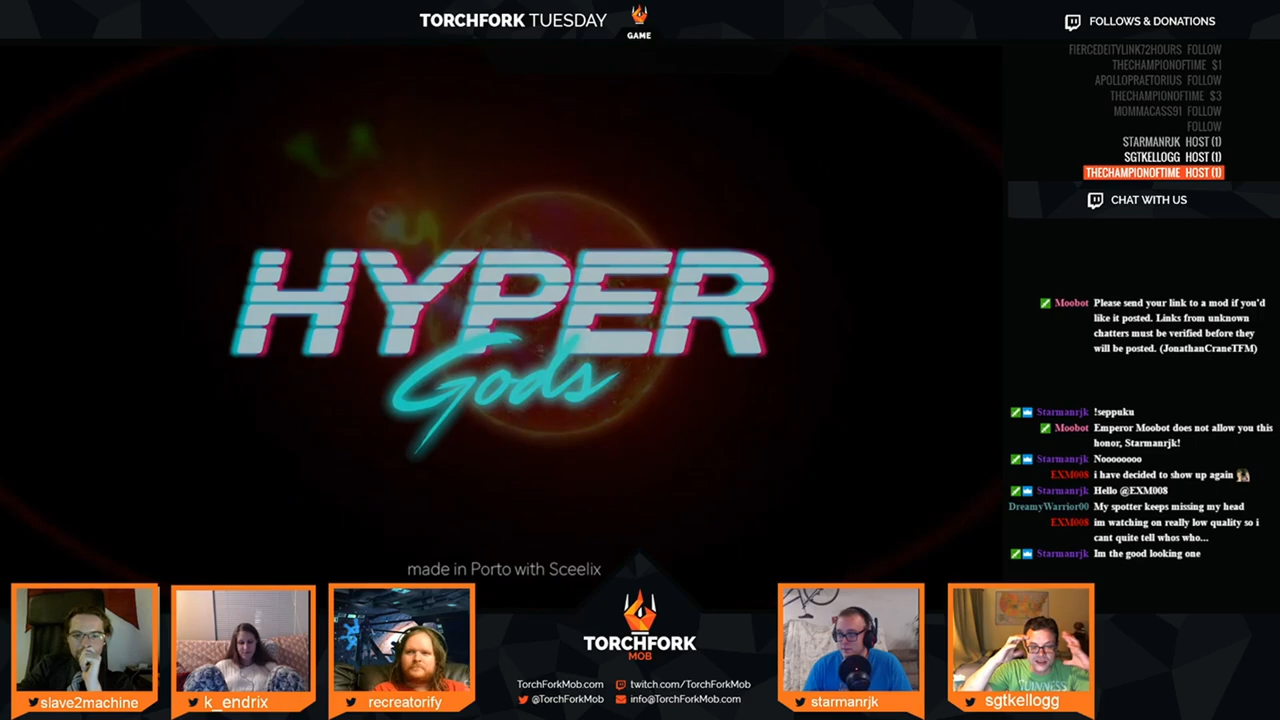 TORCHFORK TUESDAY
GAME
FOLLOWS & DONATIONS
FIERCEDEITYLINK72HOURS FOLLOW
THECHAMPIONOFTIME $1
APOLLOPRAETORIUS FOLLOW
THECHAMPIONOFTIME $3
MOMMACASS91 FOLLOW
FOLLOW
STARMANRJK HOST (1)
SGTKELLOGG HOST (1)
THECHAMPIONOFTIME HOST (1)
CHAT WITH US
HYPER
Gods
made in Porto with Sceelix
Moobot Please send your link to a mod if you'd
like it posted. Links from unknown
chatters must be verified before they
will be posted. (JonathanCraneTFM)
Starmanrjk !seppuku
Moobot Emperor Moobot does not allow you this
honor, Starmanrjk!
Starmanrjk Noooooooo
EXM008 i have decided to show up again
Starmanrjk Hello @EXM008
DreamyWarrior00 My spotter keeps missing my head
EXM008 im watching on really low quality so i
cant quite tell whos who...
Starmanrjk Im the good looking one
slave2machine
k_endrix
recreatorify
TORCHFORK
MOB
TorchForkMob.com twitch.com/TorchForkMob
@TorchForkMob info@TorchForkMob.com
starmanrjk
GUINNESS
sgtkellogg